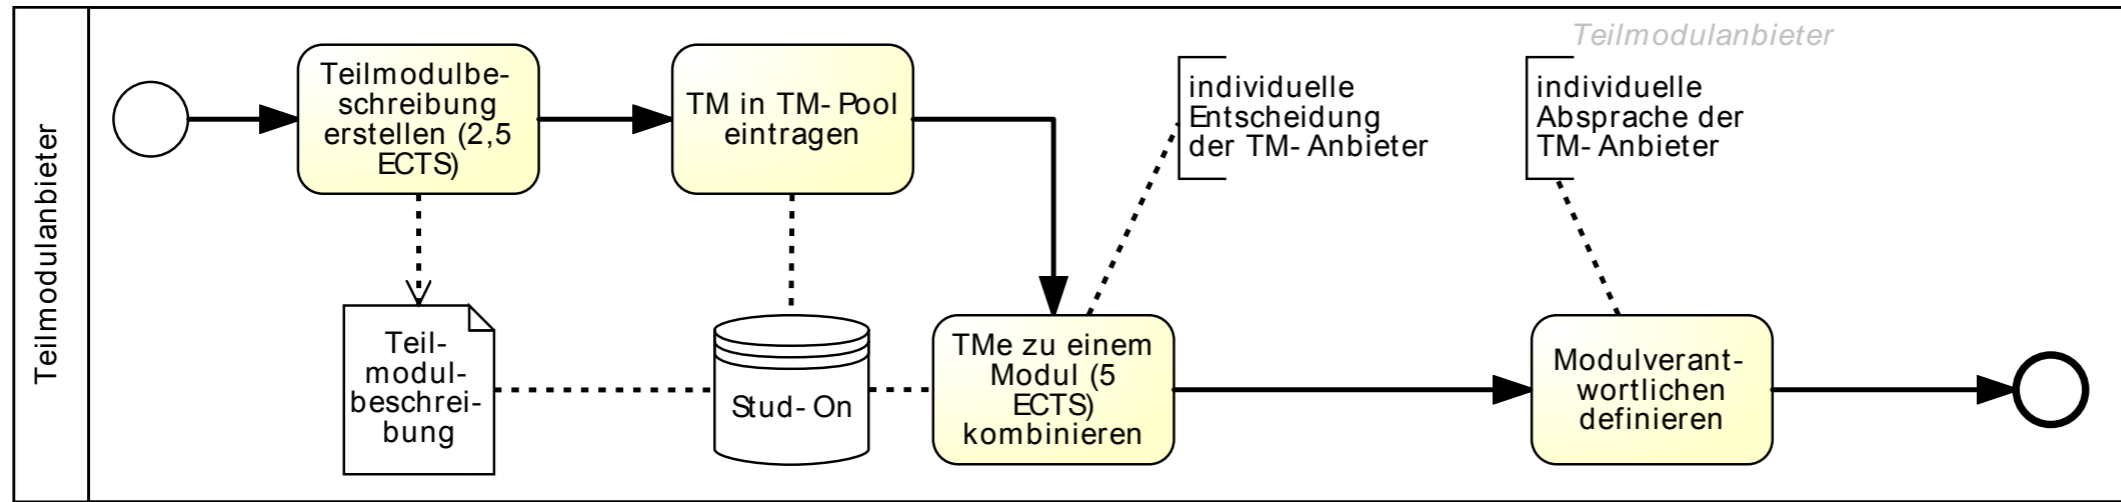 Teilmodulanbieter
Teilmodulanbieter
Teilmodulbe-
schreibung
erstellen (2,5
ECTS)
TM in TM-Pool
eintragen
individuelle
Entscheidung
der TM-Anbieter
individuelle
Absprache der
TM-Anbieter
Teil-
modul-
beschrei-
bung
Stud-On
TMe zu einem
Modul (5
ECTS)
kombinieren
Modulverant-
wortlichen
definieren